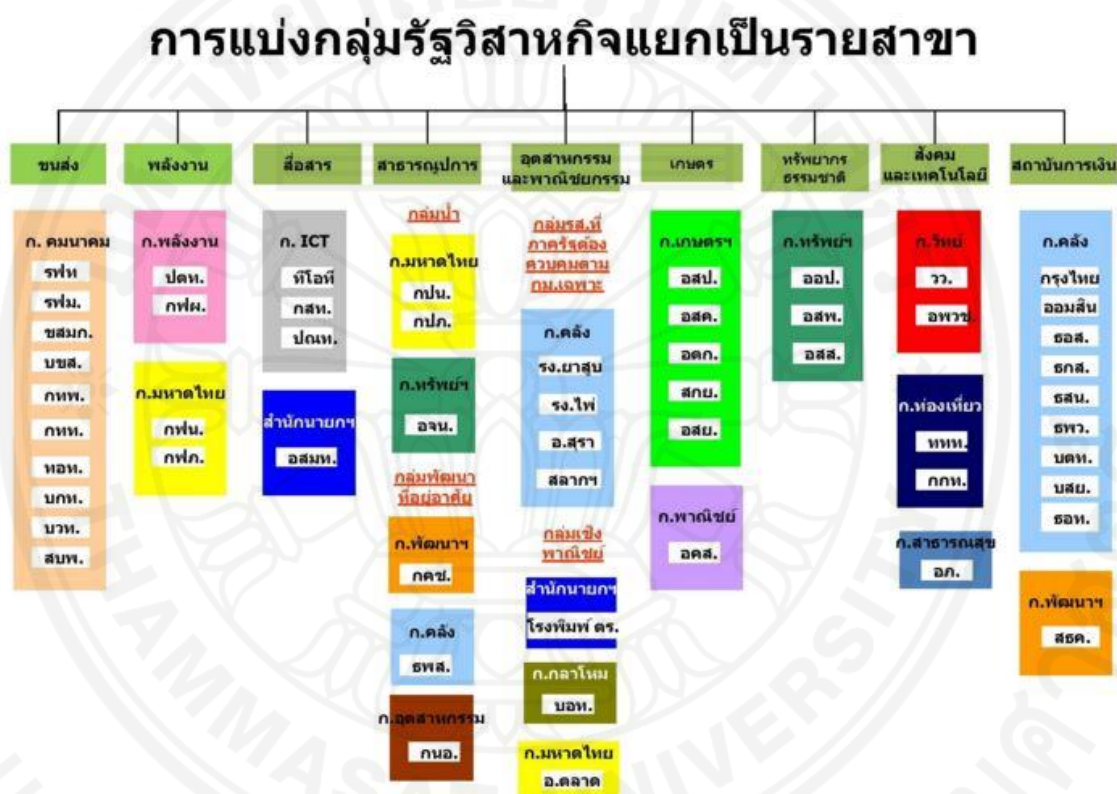 การแบ่งกลุ่มรัฐวิสาหกิจแยกเป็นรายสาขา
ขนส่ง
ก. คมนาคม
รฟท
รฟม.
ขสมก.
บขส.
กทพ.
กทท.
ทอท.
บกท.
บวท.
สบพ.
พลังงาน
ก.พลังงาน
ปตท.
กฟผ.
ก.มหาดไทย
กฟน.
กฟภ.
สื่อสาร
ก. ICT
ทีโอที
กสท.
ปณท.
สำนักนายกฯ
อสมท.
สาธารณูปการ
กลุ่มน้ำ
ก.มหาดไทย
กปน.
กปภ.
ก.ทรัพย์ฯ
อจน.
กลุ่มพัฒนา
ที่อยู่อาศัย
ก.พัฒนาฯ
กคช.
ก.คลัง
ธพส.
ก.อุตสาหกรรม
กนอ.
อุตสาหกรรม
และพาณิชยกรรม
กลุ่มรส.ที่
ภาครัฐต้อง
ควบคุมตาม
กม.เฉพาะ
ก.คลัง
รง.ยาสูบ
รง.ไพ่
อ.สุรา
สลากฯ
กลุ่มเชิง
พาณิชย์
สำนักนายกฯ
โรงพิมพ์ ตร.
ก.กลาโหม
บอท.
ก.มหาดไทย
อ.ตลาด
เกษตร
ก.เกษตรฯ
อสป.
อสค.
อตก.
สกย.
อสย.
ก.พาณิชย์
อคส.
ทรัพยากร
ธรรมชาติ
ก.ทรัพย์ฯ
ออป.
อสพ.
อสส.
สังคม
และเทคโนโลยี
ก.วิทย์
วว.
อพวช.
ก.ท่องเที่ยว
ททท.
กกท.
ก.สาธารณสุข
อภ.
สถาบันการเงิน
ก.คลัง
กรุงไทย
ออมสิน
ธอส.
ธกส.
ธสน.
ธพว.
บตท.
บสย.
ธอท.
ก.พัฒนาฯ
สธค.
THAMMASAT UNIVERSITY